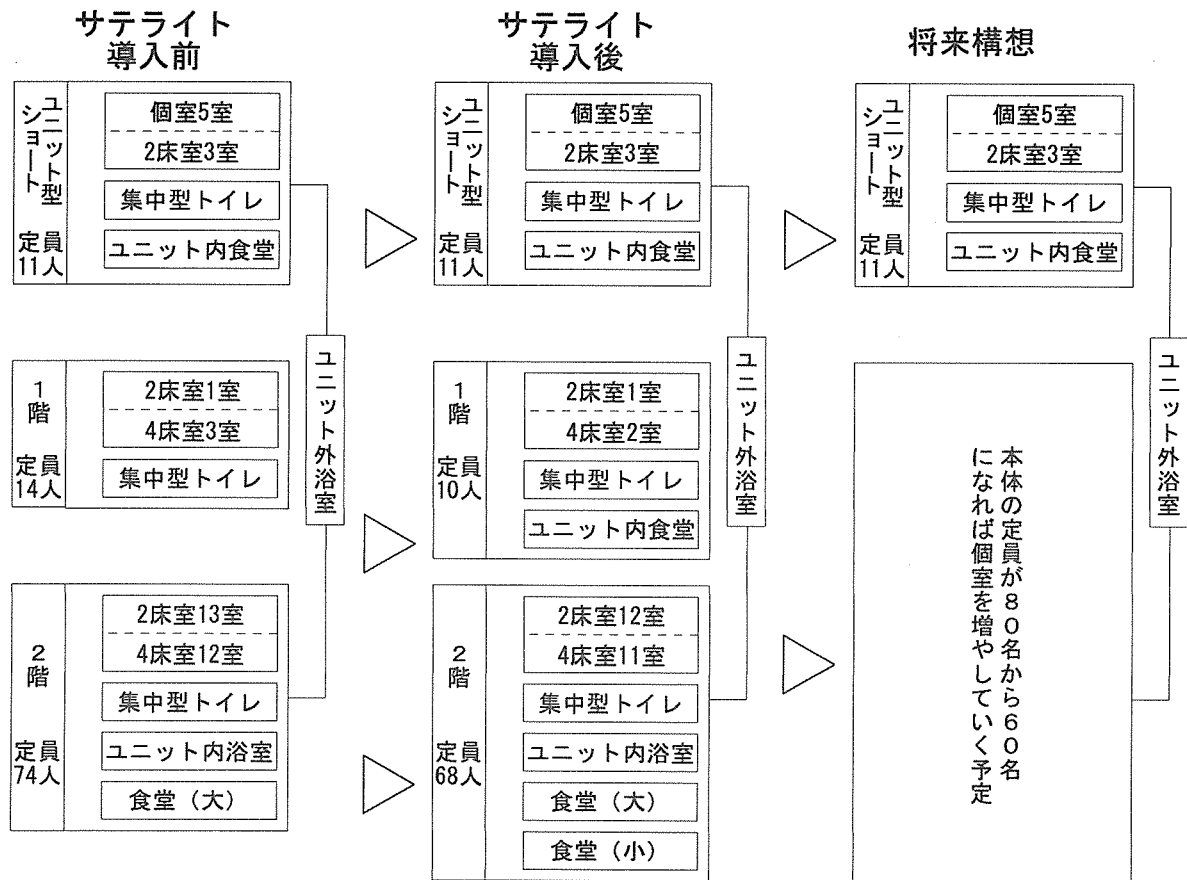 サテライト
導入前
ユニット型
ショート
定員
11人
個室5室
2床室3室
集中型トイレ
ユニット内食堂
1階
定員
14人
2床室1室
4床室3室
集中型トイレ
2階
定員
74人
2床室13室
4床室12室
集中型トイレ
ユニット内浴室
食堂(大)
ユニット外浴室
サテライト
導入後
ユニット型
ショート
定員
11人
個室5室
2床室3室
集中型トイレ
ユニット内食堂
1階
定員
10人
2床室1室
4床室2室
集中型トイレ
ユニット内食堂
2階
定員
68人
2床室12室
4床室11室
集中型トイレ
ユニット内浴室
食堂(大)
食堂(小)
ユニット外浴室
将来構想
ユニット型
ショート
定員
11人
個室5室
2床室3室
集中型トイレ
ユニット内食堂
本体の定員が80名から60名
になれば個室を増やしていく予定
ユニット外浴室